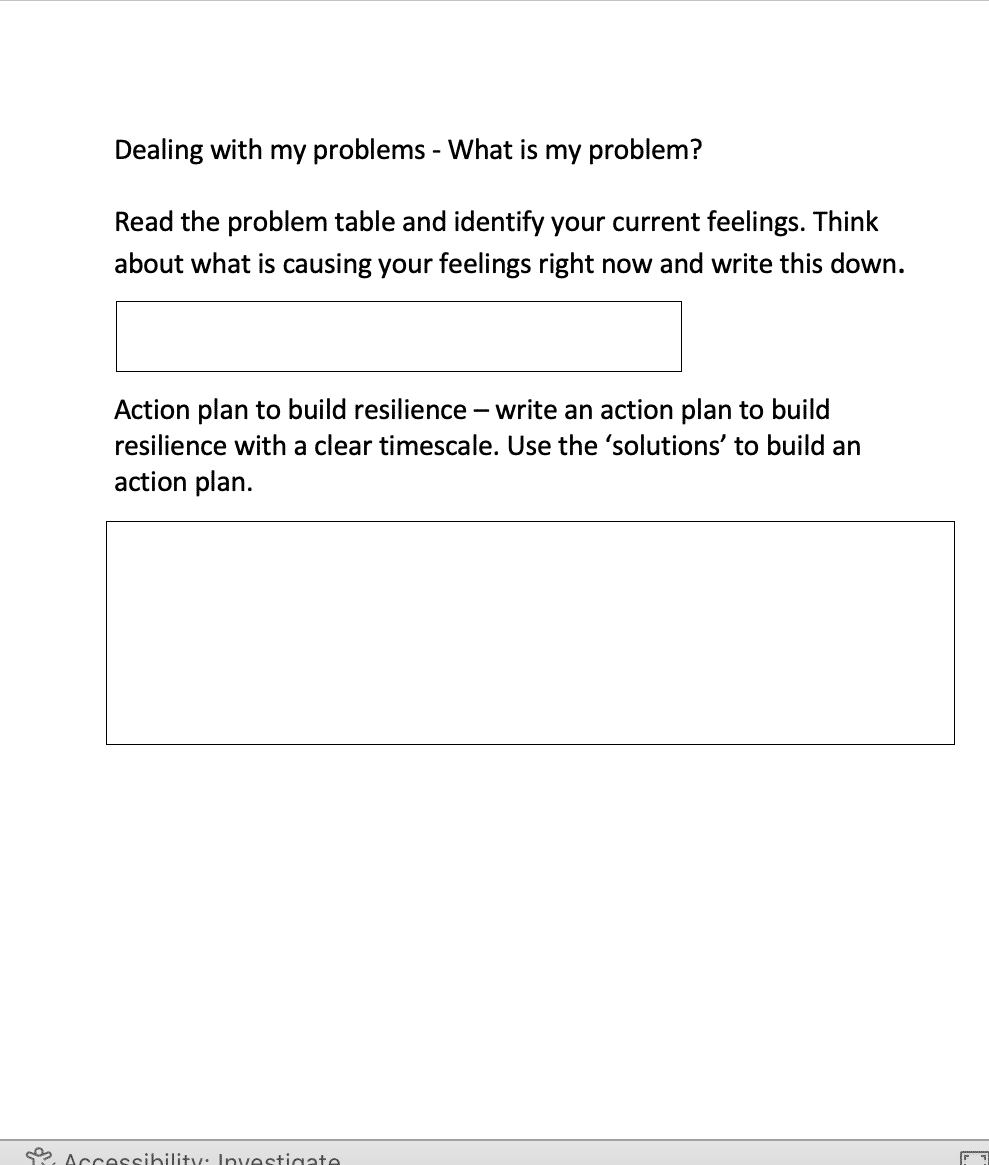 Dealing with my problems - What is my problem?
Read the problem table and identify your current feelings. Think
about what is causing your feelings right now and write this down.
Action plan to build resilience – write an action plan to build
resilience with a clear timescale. Use the ‘solutions’ to build an
action plan.
Accessibility: Investigate